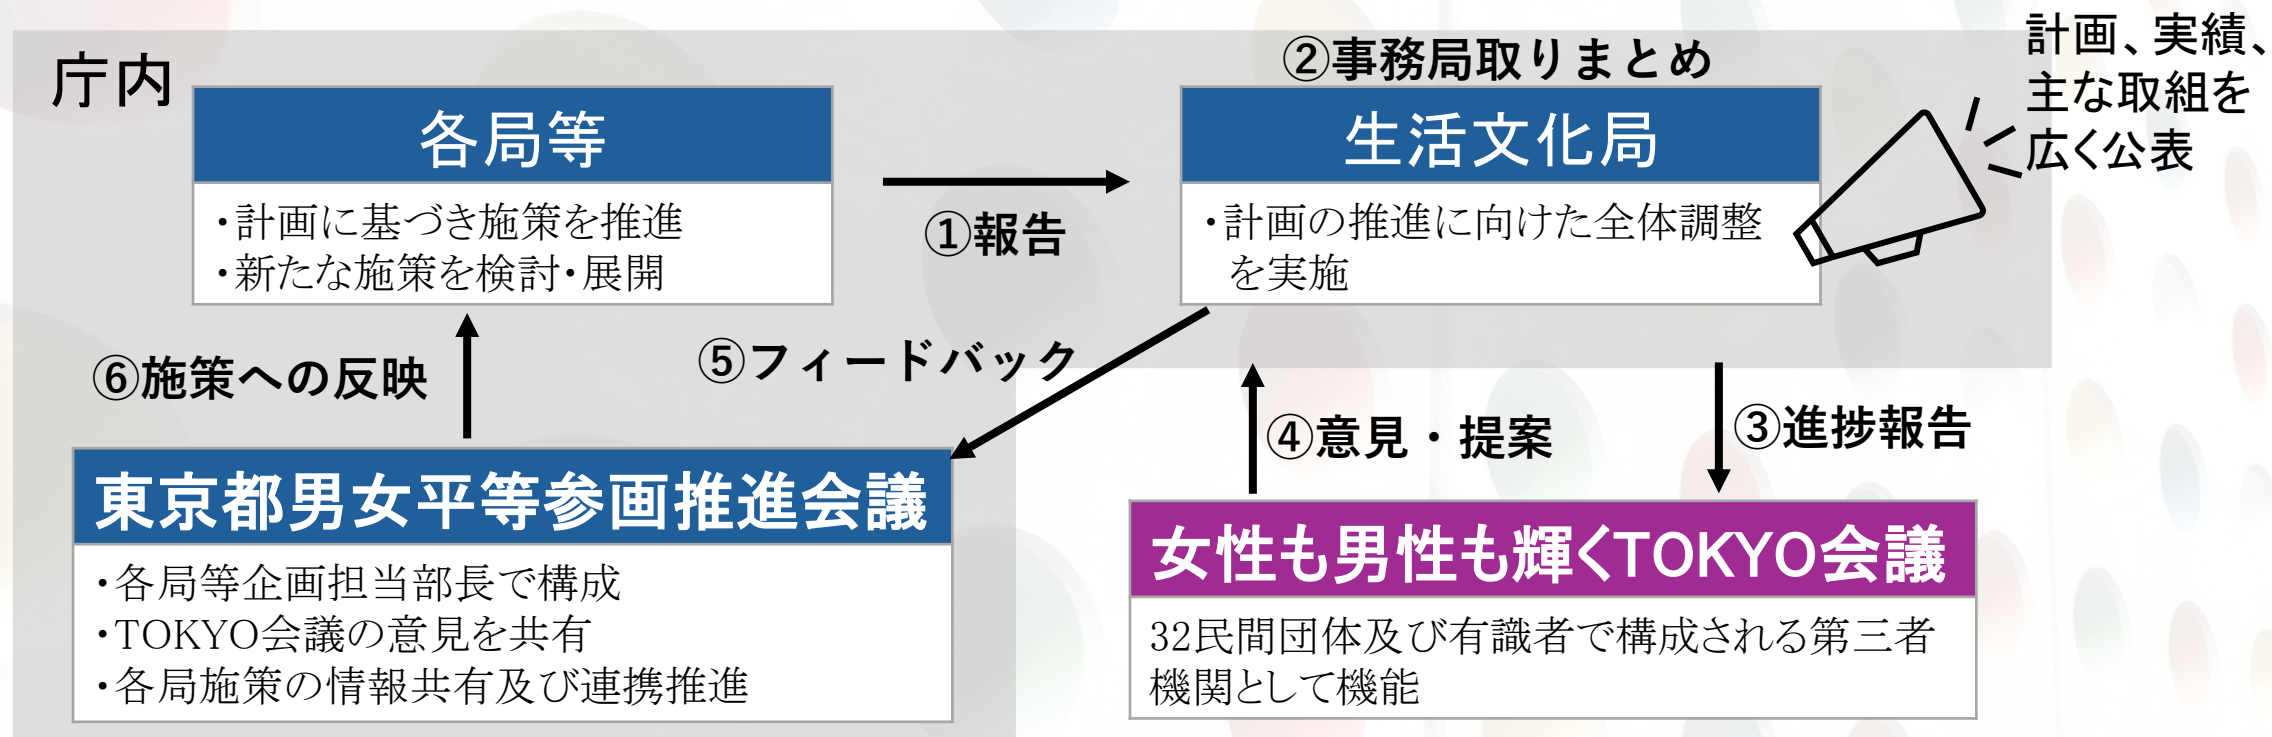 庁内
各局等
・計画に基づき施策を推進
・新たな施策を検討・展開
①報告
②事務局取りまとめ
生活文化局
・計画の推進に向けた全体調整
を実施
計画、実績、
主な取組を
広く公表
⑥施策への反映
⑤フィードバック
④意見・提案
③進捗報告
東京都男女平等参画推進会議
・各局等企画担当部長で構成
・TOKYO会議の意見を共有
・各局施策の情報共有及び連携推進
女性も男性も輝くTOKYO会議
32民間団体及び有識者で構成される第三者
機関として機能